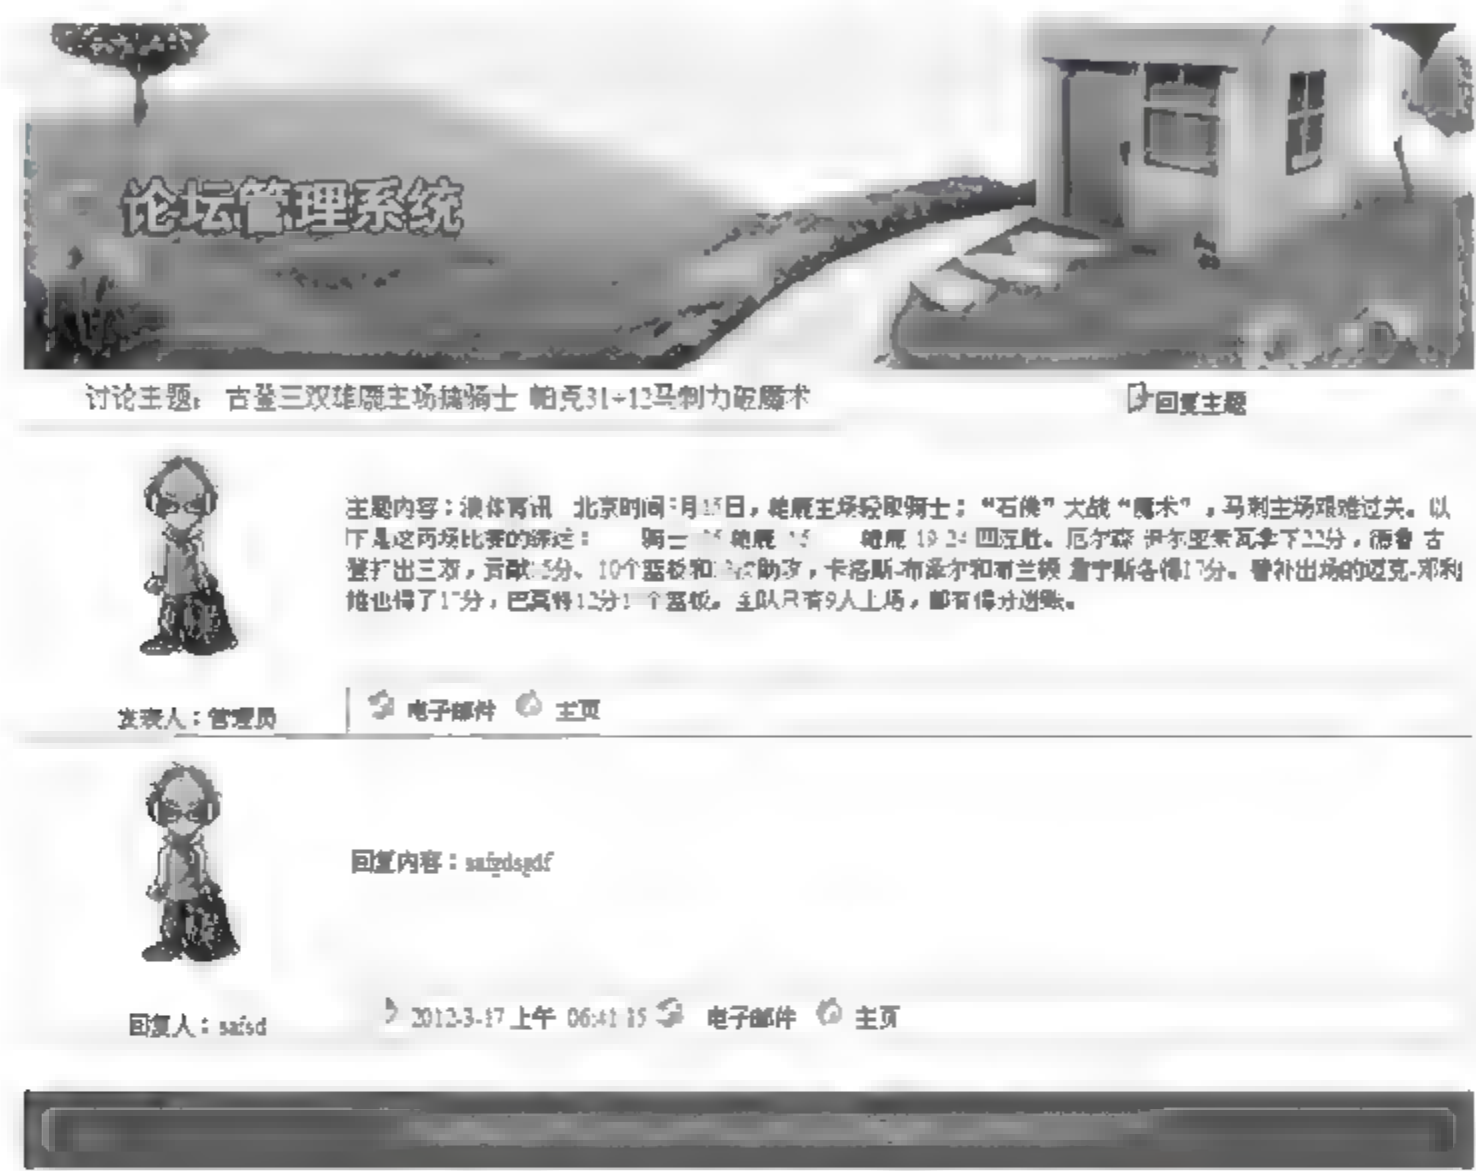 论坛管理系统
讨论主题: 古登三双雄鹿主场擒骑士 帕克31+12马刺力破魔术
回复主题
主题内容：浪体育讯 北京时间 月15日，雄鹿主场轻取骑士；“石佛”大战“魔术”，马刺主场艰难过关。以
下是这两场比赛的综述： 骑士 雄鹿 雄鹿 19-24 四连胜。厄尔森 伊尔亚索瓦拿下22分，德鲁 古
登打出三双，贡献 5分、10个篮板和 助攻，卡洛斯-布泽尔和布兰顿 詹宁斯各得 分。替补出场的迈克-邓利
维也得了 分，巴莫特12分 个篮板。全队只有9人上场，都有得分进账。
发表人：管理员
电子邮件 主页
回复内容：safgdsgdf
回复人：safsd
2012-3-17 上午 06:41 电子邮件 主页